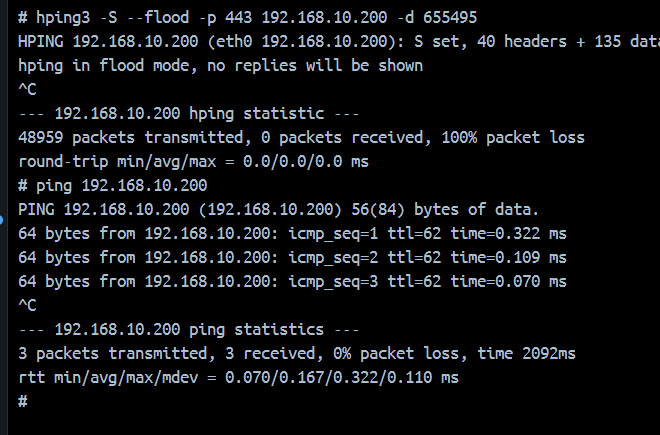 # hping3 -S --flood -p 443 192.168.10.200 -d 655495
HPING 192.168.10.200 (eth0 192.168.10.200): S set, 40 headers + 135 data
hping in flood mode, no replies will be shown
^C
--- 192.168.10.200 hping statistic ---
48959 packets transmitted, 0 packets received, 100% packet loss
round-trip min/avg/max = 0.0/0.0/0.0 ms
# ping 192.168.10.200
PING 192.168.10.200 (192.168.10.200) 56(84) bytes of data.
64 bytes from 192.168.10.200: icmp_seq=1 ttl=62 time=0.322 ms
64 bytes from 192.168.10.200: icmp_seq=2 ttl=62 time=0.109 ms
64 bytes from 192.168.10.200: icmp_seq=3 ttl=62 time=0.070 ms
^C
--- 192.168.10.200 ping statistics ---
3 packets transmitted, 3 received, 0% packet loss, time 2092ms
rtt min/avg/max/mdev = 0.070/0.167/0.322/0.110 ms
#